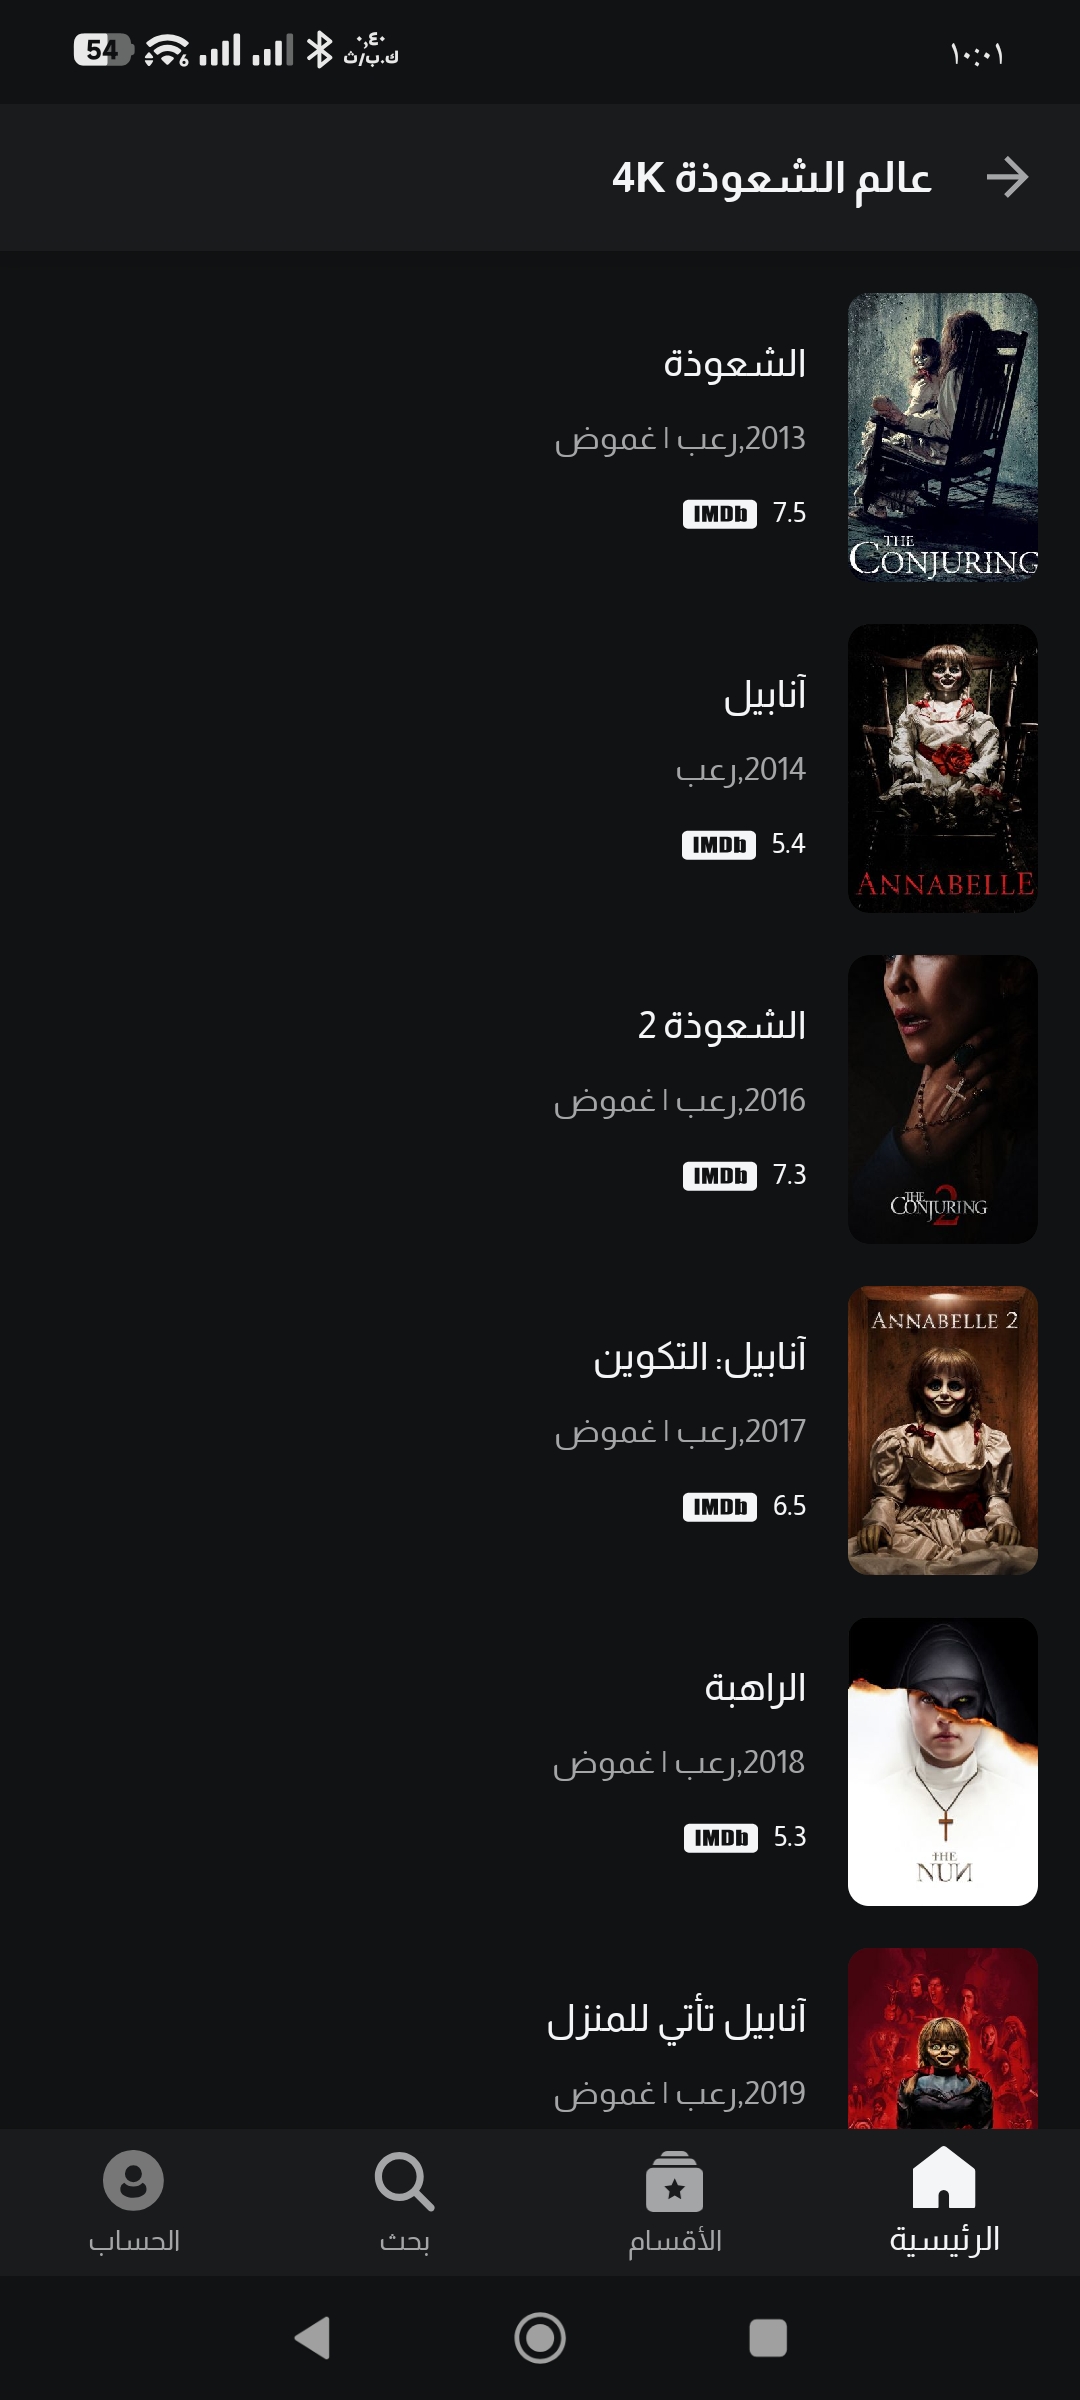 54
6
٠٫٤٠
ك.ب/ث
١٠:٠١
عالم الشعوذة 4K
الشعوذة
2013,رعب | غموض
7.5 IMDb
THE
CONJURING
آنابيل
2014,رعب
5.4 IMDb
ANNABELLE
الشعوذة 2
2016,رعب | غموض
7.3 IMDb
THE
CONJURING 2
آنابيل: التكوين
2017,رعب | غموض
6.5 IMDb
ANNABELLE 2
الراهبة
2018,رعب | غموض
5.3 IMDb
THE
NUN
آنابيل تأتي للمنزل
2019,رعب | غموض
الرئيسية
الأقسام
بحث
الحساب